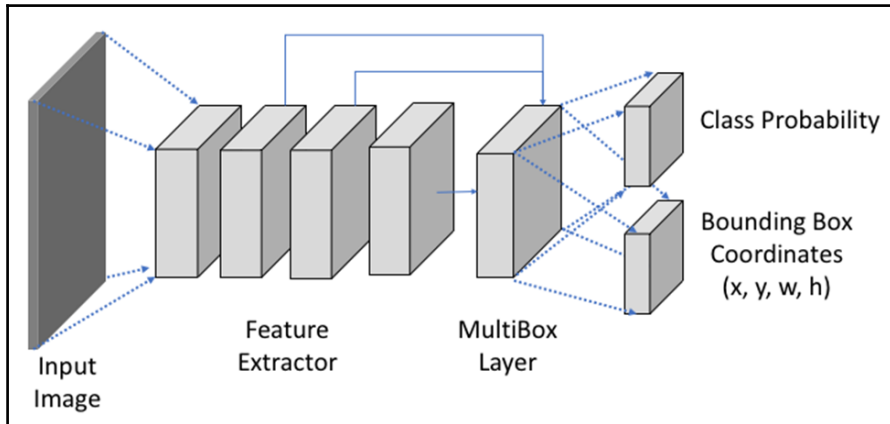 Class Probability
Bounding Box
Coordinates
(x, y, w, h)
Feature
Extractor
MultiBox
Layer
Input
Image